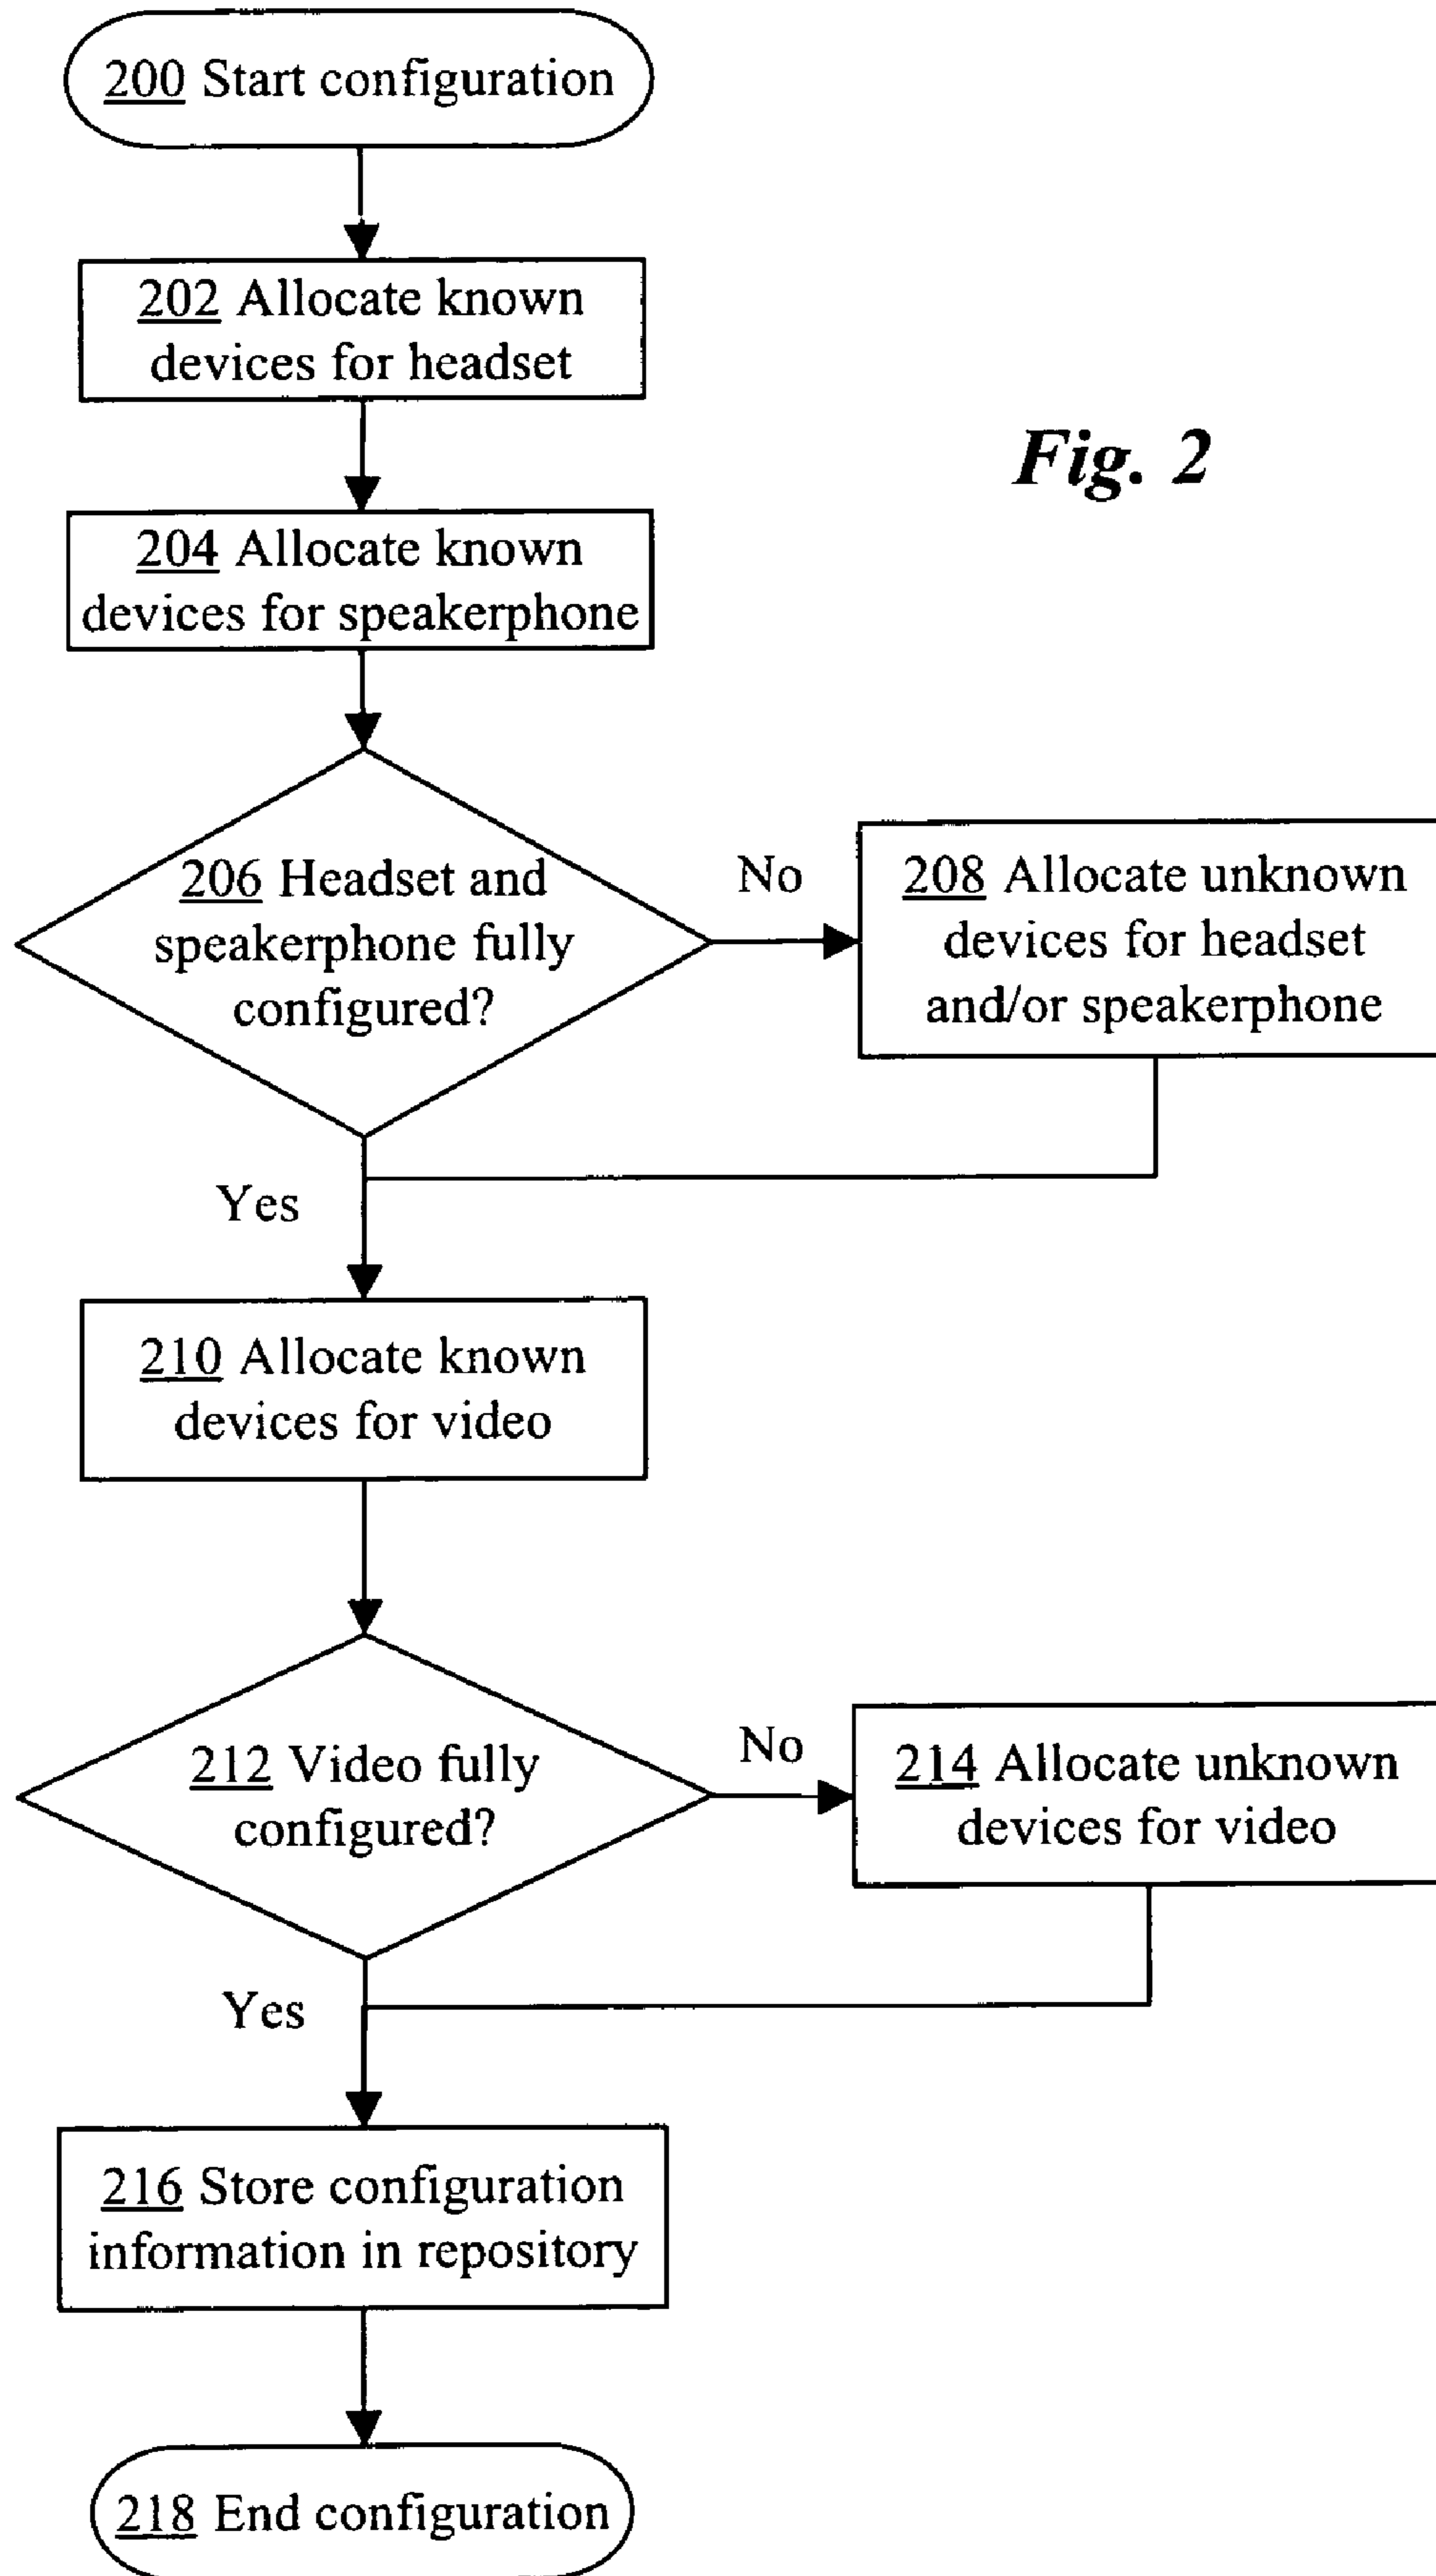 200 Start configuration
202 Allocate known
devices for headset
Fig. 2
204 Allocate known
devices for speakerphone
206 Headset and
speakerphone fully
configured?
No
208 Allocate unknown
devices for headset
and/or speakerphone
Yes
210 Allocate known
devices for video
212 Video fully
configured?
No
214 Allocate unknown
devices for video
Yes
216 Store configuration
information in repository
218 End configuration